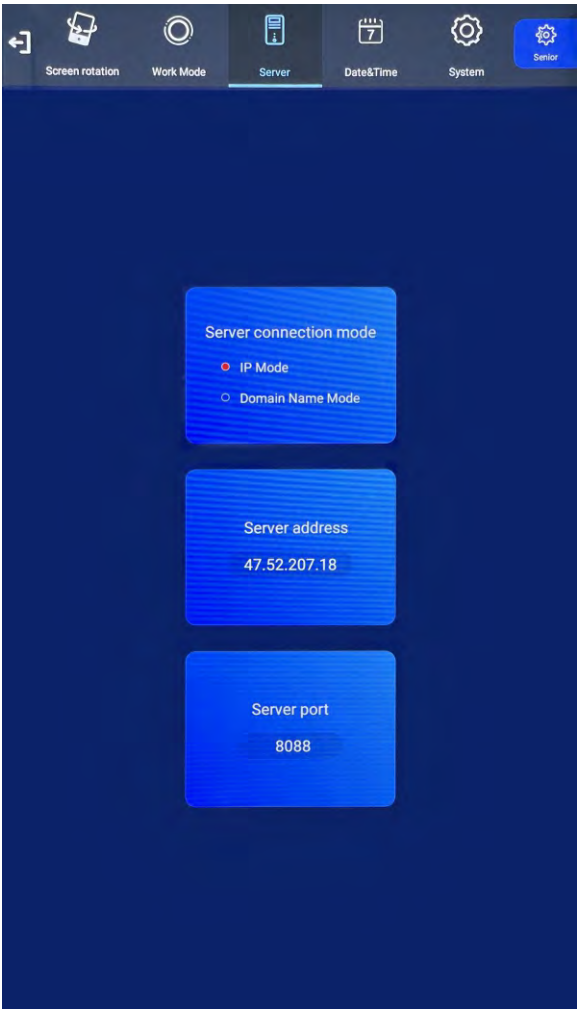 Screen rotation
Work Mode
Server
7
Date&Time
System
Senior
Server connection mode
IP Mode
Domain Name Mode
Server address
47.52.207.18
Server port
8088